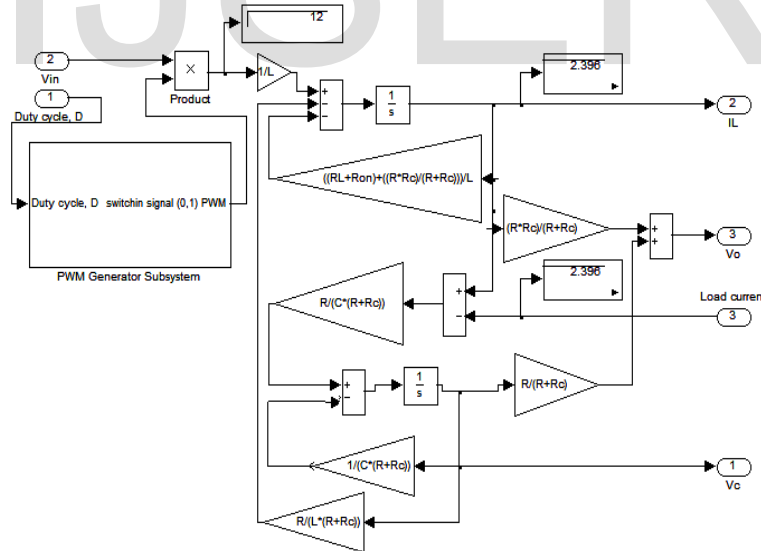 IJSER
12
2
Vin
1
Duty cycle, D
X
Product
1/L
+
−
−
1
s
2.396
2
IL
((RL+Ron)+((R*Rc)/(R+Rc)))/L
Duty cycle, D switchin signal (0,1) PWM
PWM Generator Subsystem
(R*Rc)/(R+Rc)
+
+
3
Vo
R/(C*(R+Rc))
+
−
2.396
Load curren
3
+
−
1
s
R/(R+Rc)
1/(C*(R+Rc))
1
Vc
R/(L*(R+Rc))